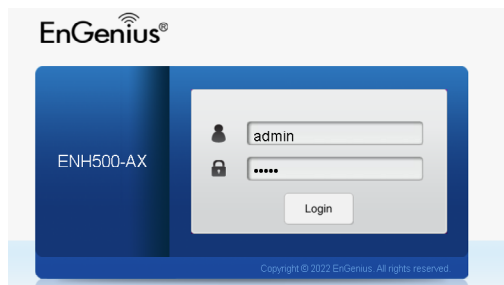 EnGenius®
ENH500-AX
admin
•••••
Login
Copyright © 2022 EnGenius. All rights reserved.